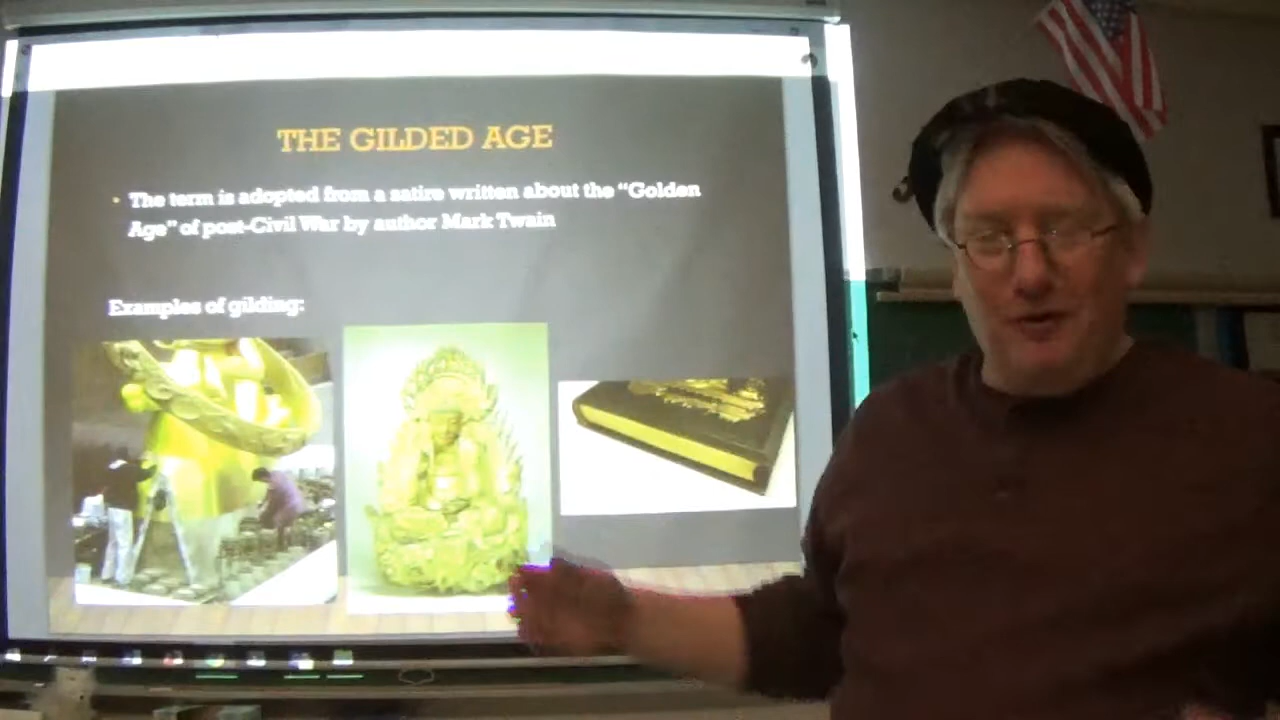 THE GILDED AGE
The term is adopted from a satire written about the “Golden
Age” of post-Civil War by author Mark Twain
Examples of gilding: